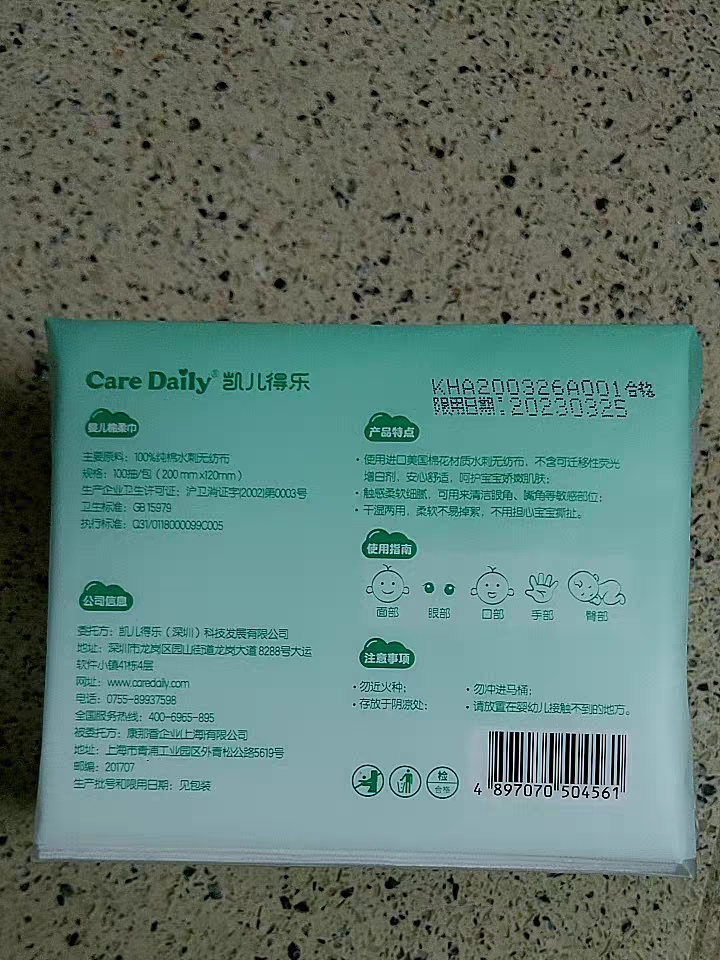 Care Daily® 凯儿得乐
KHA200326A001合格
限用日期:20230325
婴儿棉柔巾
主要原料：100%纯棉水刺无纺布
规格：100抽/包（200mm x120mm）
生产企业卫生许可证：沪卫消证字(2002)第0003号
卫生标准：GB 15979
执行标准：Q31/0118000099C005
公司信息
委托方：凯儿得乐（深圳）科技发展有限公司
地址：深圳市龙岗区园山街道龙岗大道8288号大运
软件小镇41栋4层
网址：www.caredaily.com
电话：0755-89937598
全国服务热线：400-6965-895
被委托方：康那香企业(上海)有限公司
地址：上海市青浦工业园区外青松公路5619号
邮编：201707
生产批号和限用日期：见包装
产品特点
·使用进口美国棉花材质水刺无纺布，不含可迁移性荧光
增白剂，安心舒适，呵护宝宝娇嫩肌肤；
·触感柔软细腻，可用来清洁眼角、嘴角等敏感部位；
·干湿两用，柔软不易掉絮，不用担心宝宝撕扯。
使用指南
面部 眼部 口部 手部 臀部
注意事项
·勿近火种； ·勿冲进马桶；
·存放于阴凉处； ·请放置在婴幼儿接触不到的地方。
检
合格
4 897070 504561